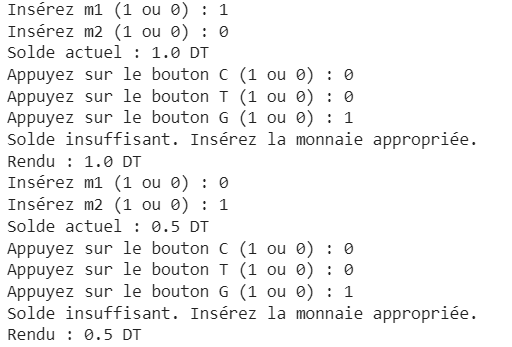 Insérez m1 (1 ou 0) : 1
Insérez m2 (1 ou 0) : 0
Solde actuel : 1.0 DT
Appuyez sur le bouton C (1 ou 0) : 0
Appuyez sur le bouton T (1 ou 0) : 0
Appuyez sur le bouton G (1 ou 0) : 1
Solde insuffisant. Insérez la monnaie appropriée.
Rendu : 1.0 DT
Insérez m1 (1 ou 0) : 0
Insérez m2 (1 ou 0) : 1
Solde actuel : 0.5 DT
Appuyez sur le bouton C (1 ou 0) : 0
Appuyez sur le bouton T (1 ou 0) : 0
Appuyez sur le bouton G (1 ou 0) : 1
Solde insuffisant. Insérez la monnaie appropriée.
Rendu : 0.5 DT